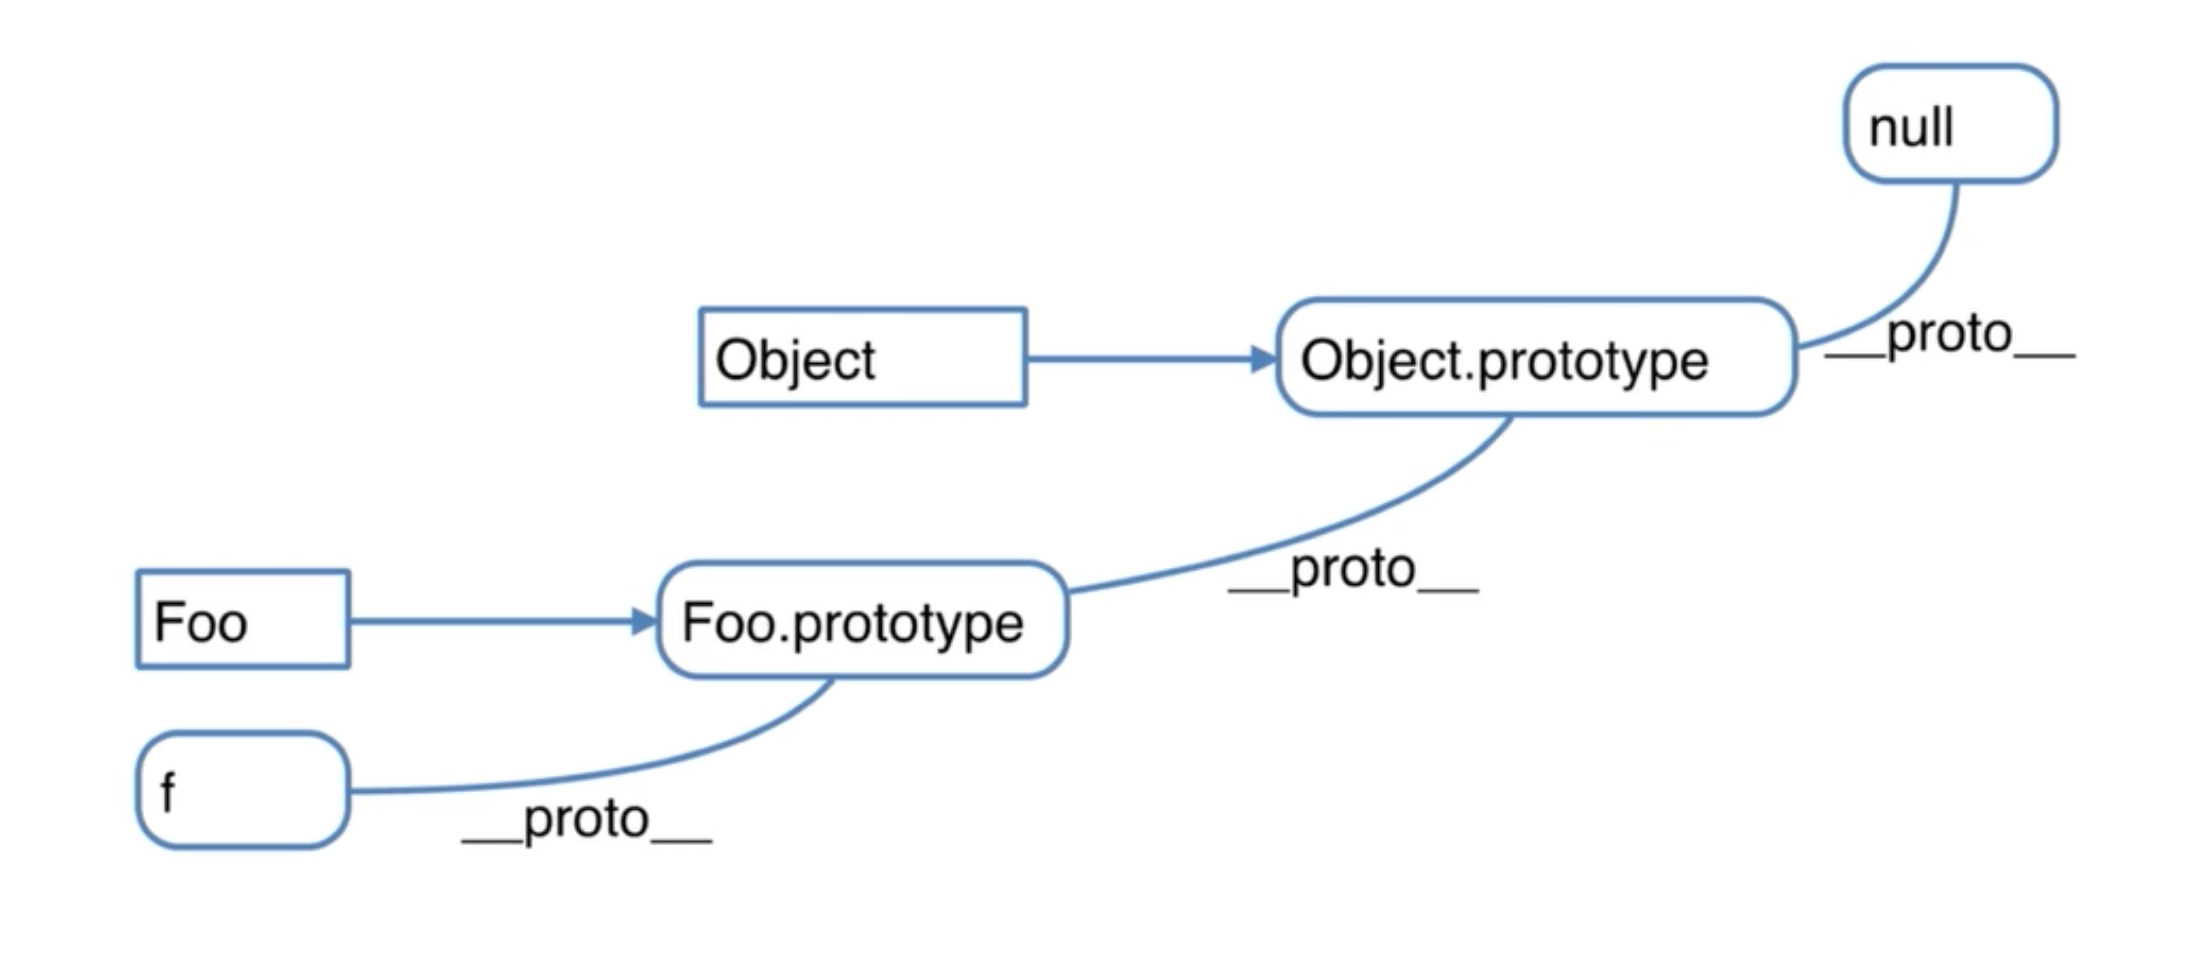 null
Object
Object.prototype
__proto__
Foo
Foo.prototype
__proto__
f
__proto__